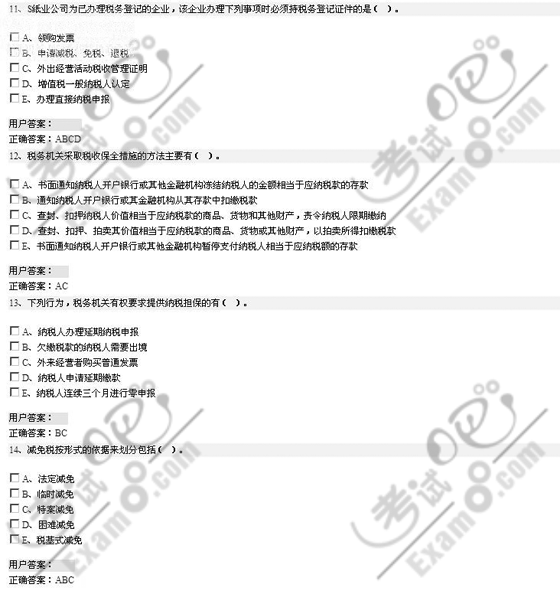 11、S纸业公司为已办理税务登记的企业，该企业办理下列事项时必须持税务登记证件的是（ ）。
A、领购发票
B、申请减税、免税、退税
C、外出经营活动税收管理证明
D、增值税一般纳税人认定
E、办理直接纳税申报
用户答案：
正确答案：ABCD
12、税务机关采取税收保全措施的方法主要有（ ）。
A、书面通知纳税人开户银行或其他金融机构冻结纳税人的金额相当于应纳税款的存款
B、通知纳税人开户银行或其金融机构从其存款中扣缴税款
C、查封、扣押纳税人价值相当于应纳税款的商品、货物和其他财产，责令纳税人限期缴纳
D、查封、扣押、拍卖其价值相当于应纳税款的商品、货物或其他财产，以拍卖所得扣缴税款
E、书面通知纳税人开户银行或其他金融机构暂停支付纳税人相当于应纳税额的存款
用户答案：
正确答案：AC
13、下列行为，税务机关有权要求提供纳税担保的有（ ）。
A、纳税人办理延期纳税申报
B、欠缴税款的纳税人需要出境
C、外来经营者购买普通发票
D、纳税人申请延期缴款
E、纳税人连续三个月进行零申报
用户答案：
正确答案：BC
14、减免税按形式的依据来划分包括（ ）。
A、法定减免
B、临时减免
C、特案减免
D、困难减免
E、税基式减免
用户答案：
正确答案：ABC
考试
Exam8.com
考试
Exam8.com
考试
Exam8.com
考试
Exam8.com